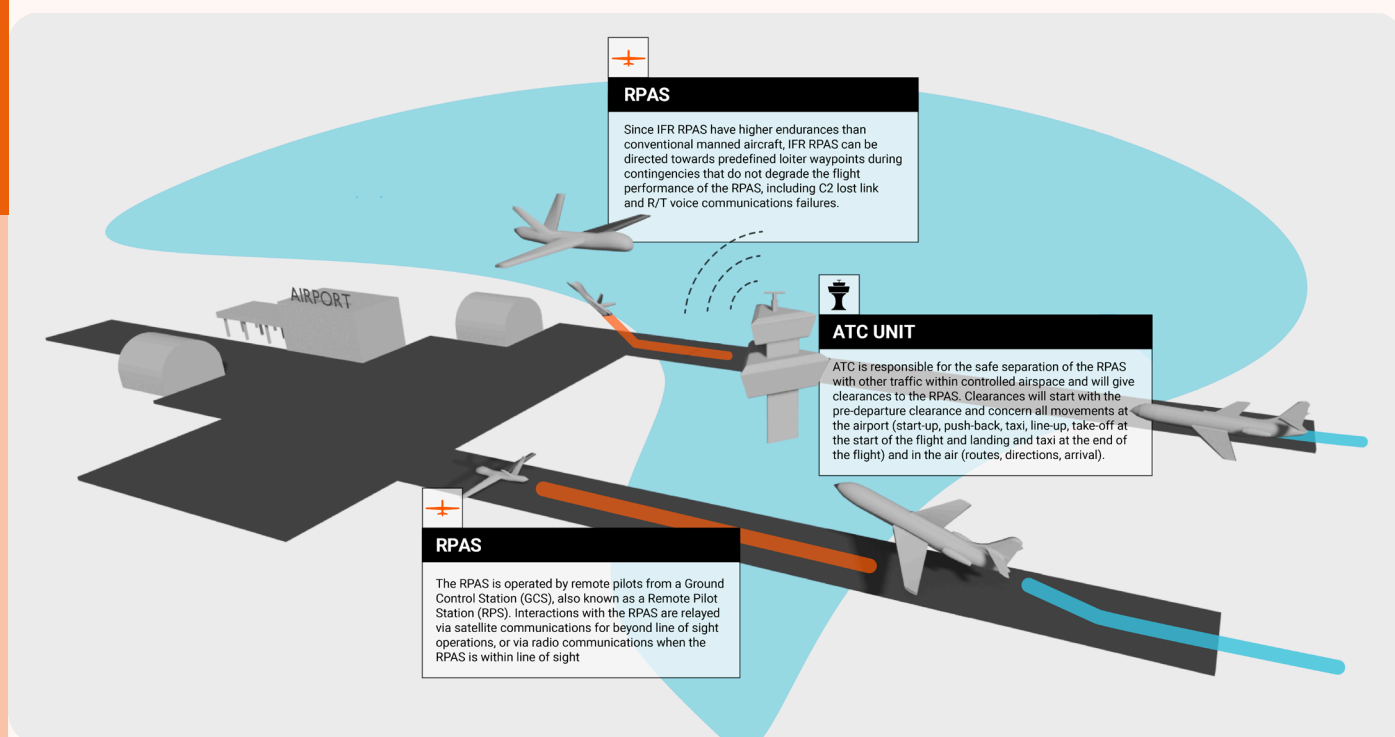 RPAS
Since IFR RPAS have higher endurances than
conventional manned aircraft, IFR RPAS can be
directed towards predefined loiter waypoints during
contingencies that do not degrade the flight
performance of the RPAS, including C2 lost link
and R/T voice communications failures.
AIRPORT
ATC UNIT
ATC is responsible for the safe separation of the RPAS
with other traffic within controlled airspace and will give
clearances to the RPAS. Clearances will start with the
pre-departure clearance and concern all movements at
the airport (start-up, push-back, taxi, line-up, take-off at
the start of the flight and landing and taxi at the end of
the flight) and in the air (routes, directions, arrival).
RPAS
The RPAS is operated by remote pilots from a Ground
Control Station (GCS), also known as a Remote Pilot
Station (RPS). Interactions with the RPAS are relayed
via satellite communications for beyond line of sight
operations, or via radio communications when the
RPAS is within line of sight